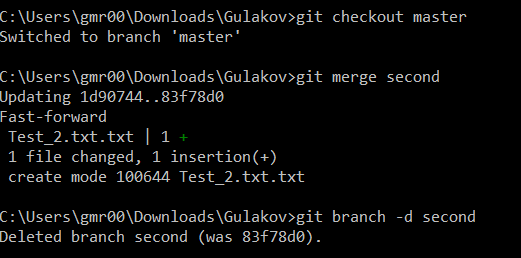 C:\Users\gmr00\Downloads\Gulakov>git checkout master
Switched to branch 'master'
C:\Users\gmr00\Downloads\Gulakov>git merge second
Updating 1d90744..83f78d0
Fast-forward
Test_2.txt.txt | 1 +
1 file changed, 1 insertion(+)
create mode 100644 Test_2.txt.txt
C:\Users\gmr00\Downloads\Gulakov>git branch -d second
Deleted branch second (was 83f78d0).